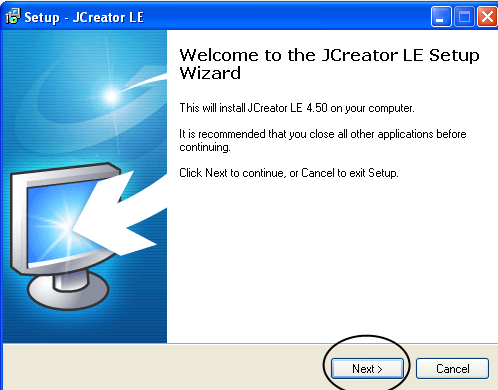 Setup - JCreator LE
Welcome to the JCreator LE Setup
Wizard
This will install JCreator LE 4.50 on your computer.
It is recommended that you close all other applications before
continuing.
Click Next to continue, or Cancel to exit Setup.
Next >
Cancel